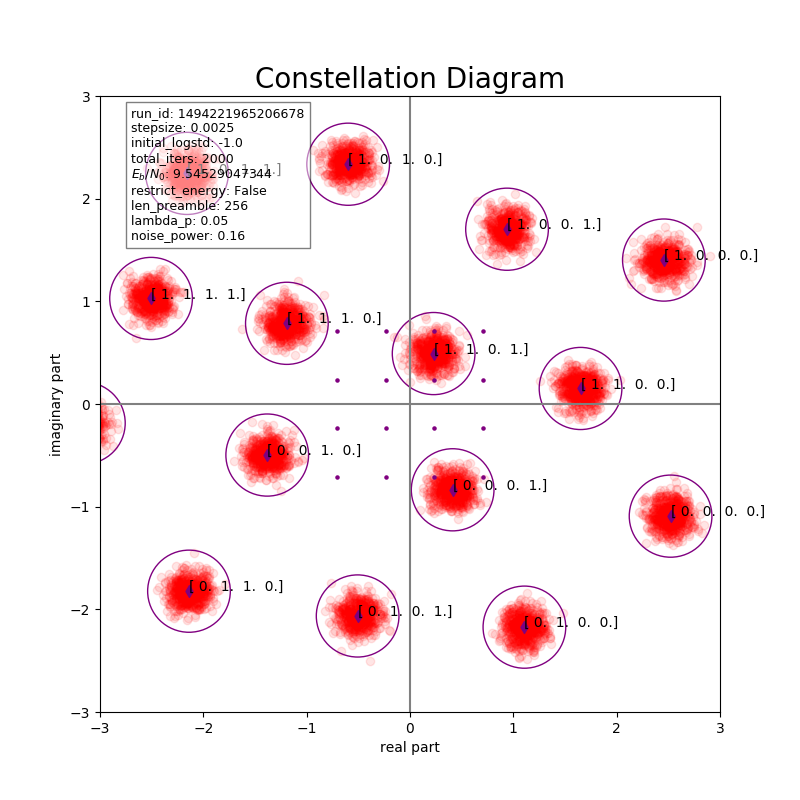 Constellation Diagram
3
2
1
0
−1
−2
−3
imaginary part
run_id: 1494221965206678
stepsize: 0.0025
initial_logstd: -1.0
total_iters: 2000
E_b/N_0: 9.54529047344
restrict_energy: False
len_preamble: 256
lambda_p: 0.05
noise_power: 0.16
[ 1. 0. 1. 0.]
1.]
[ 1. 0. 0. 1.]
[ 1. 0. 0. 0.]
[ 1. 1. 1. 1.]
[ 1. 1. 1. 0.]
[ 1. 1. 0. 1.]
[ 1. 1. 0. 0.]
[ 0. 0. 1. 0.]
[ 0. 0. 0. 1.]
[ 0. 0. 0. 0.]
[ 0. 1. 1. 0.]
[ 0. 1. 0. 1.]
[ 0. 1. 0. 0.]
−3 −2 −1 0 1 2 3
real part